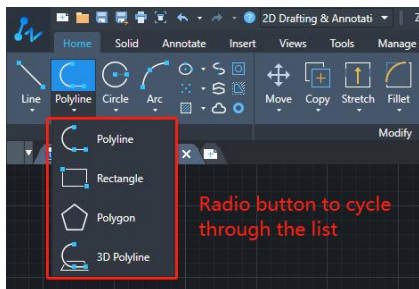 2D Drafting & Annotati
Home Solid Annotate Insert Views Tools Manage
Line Polyline Circle Arc Move Copy Stretch Fillet
Modify
Polyline
Rectangle
Polygon
3D Polyline
Radio button to cycle
through the list